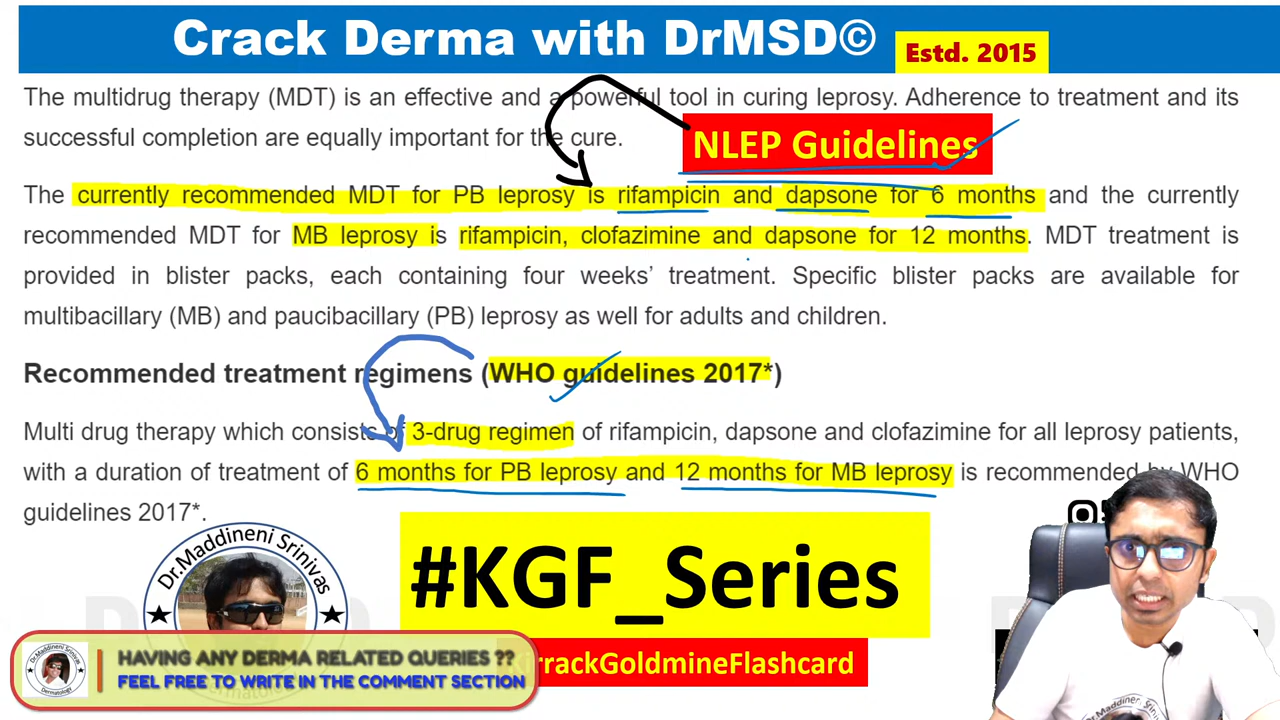 Crack Derma with DrMSD©
Estd. 2015
The multidrug therapy (MDT) is an effective and a powerful tool in curing leprosy. Adherence to treatment and its
successful completion are equally important for the cure.
NLEP Guidelines
The currently recommended MDT for PB leprosy is rifampicin and dapsone for 6 months and the currently
recommended MDT for MB leprosy is rifampicin, clofazimine and dapsone for 12 months. MDT treatment is
provided in blister packs, each containing four weeks’ treatment. Specific blister packs are available for
multibacillary (MB) and paucibacillary (PB) leprosy as well for adults and children.
Recommended treatment regimens (WHO guidelines 2017*)
Multi drug therapy which consists of 3-drug regimen of rifampicin, dapsone and clofazimine for all leprosy patients,
with a duration of treatment of 6 months for PB leprosy and 12 months for MB leprosy is recommended by WHO
guidelines 2017*.
Dr.Maddineni Srinivas
#KGF_Series
rrackGoldmineFlashcard
Dr.Maddineni Srinivas
Dermatology
HAVING ANY DERMA RELATED QUERIES ??
FEEL FREE TO WRITE IN THE COMMENT SECTION